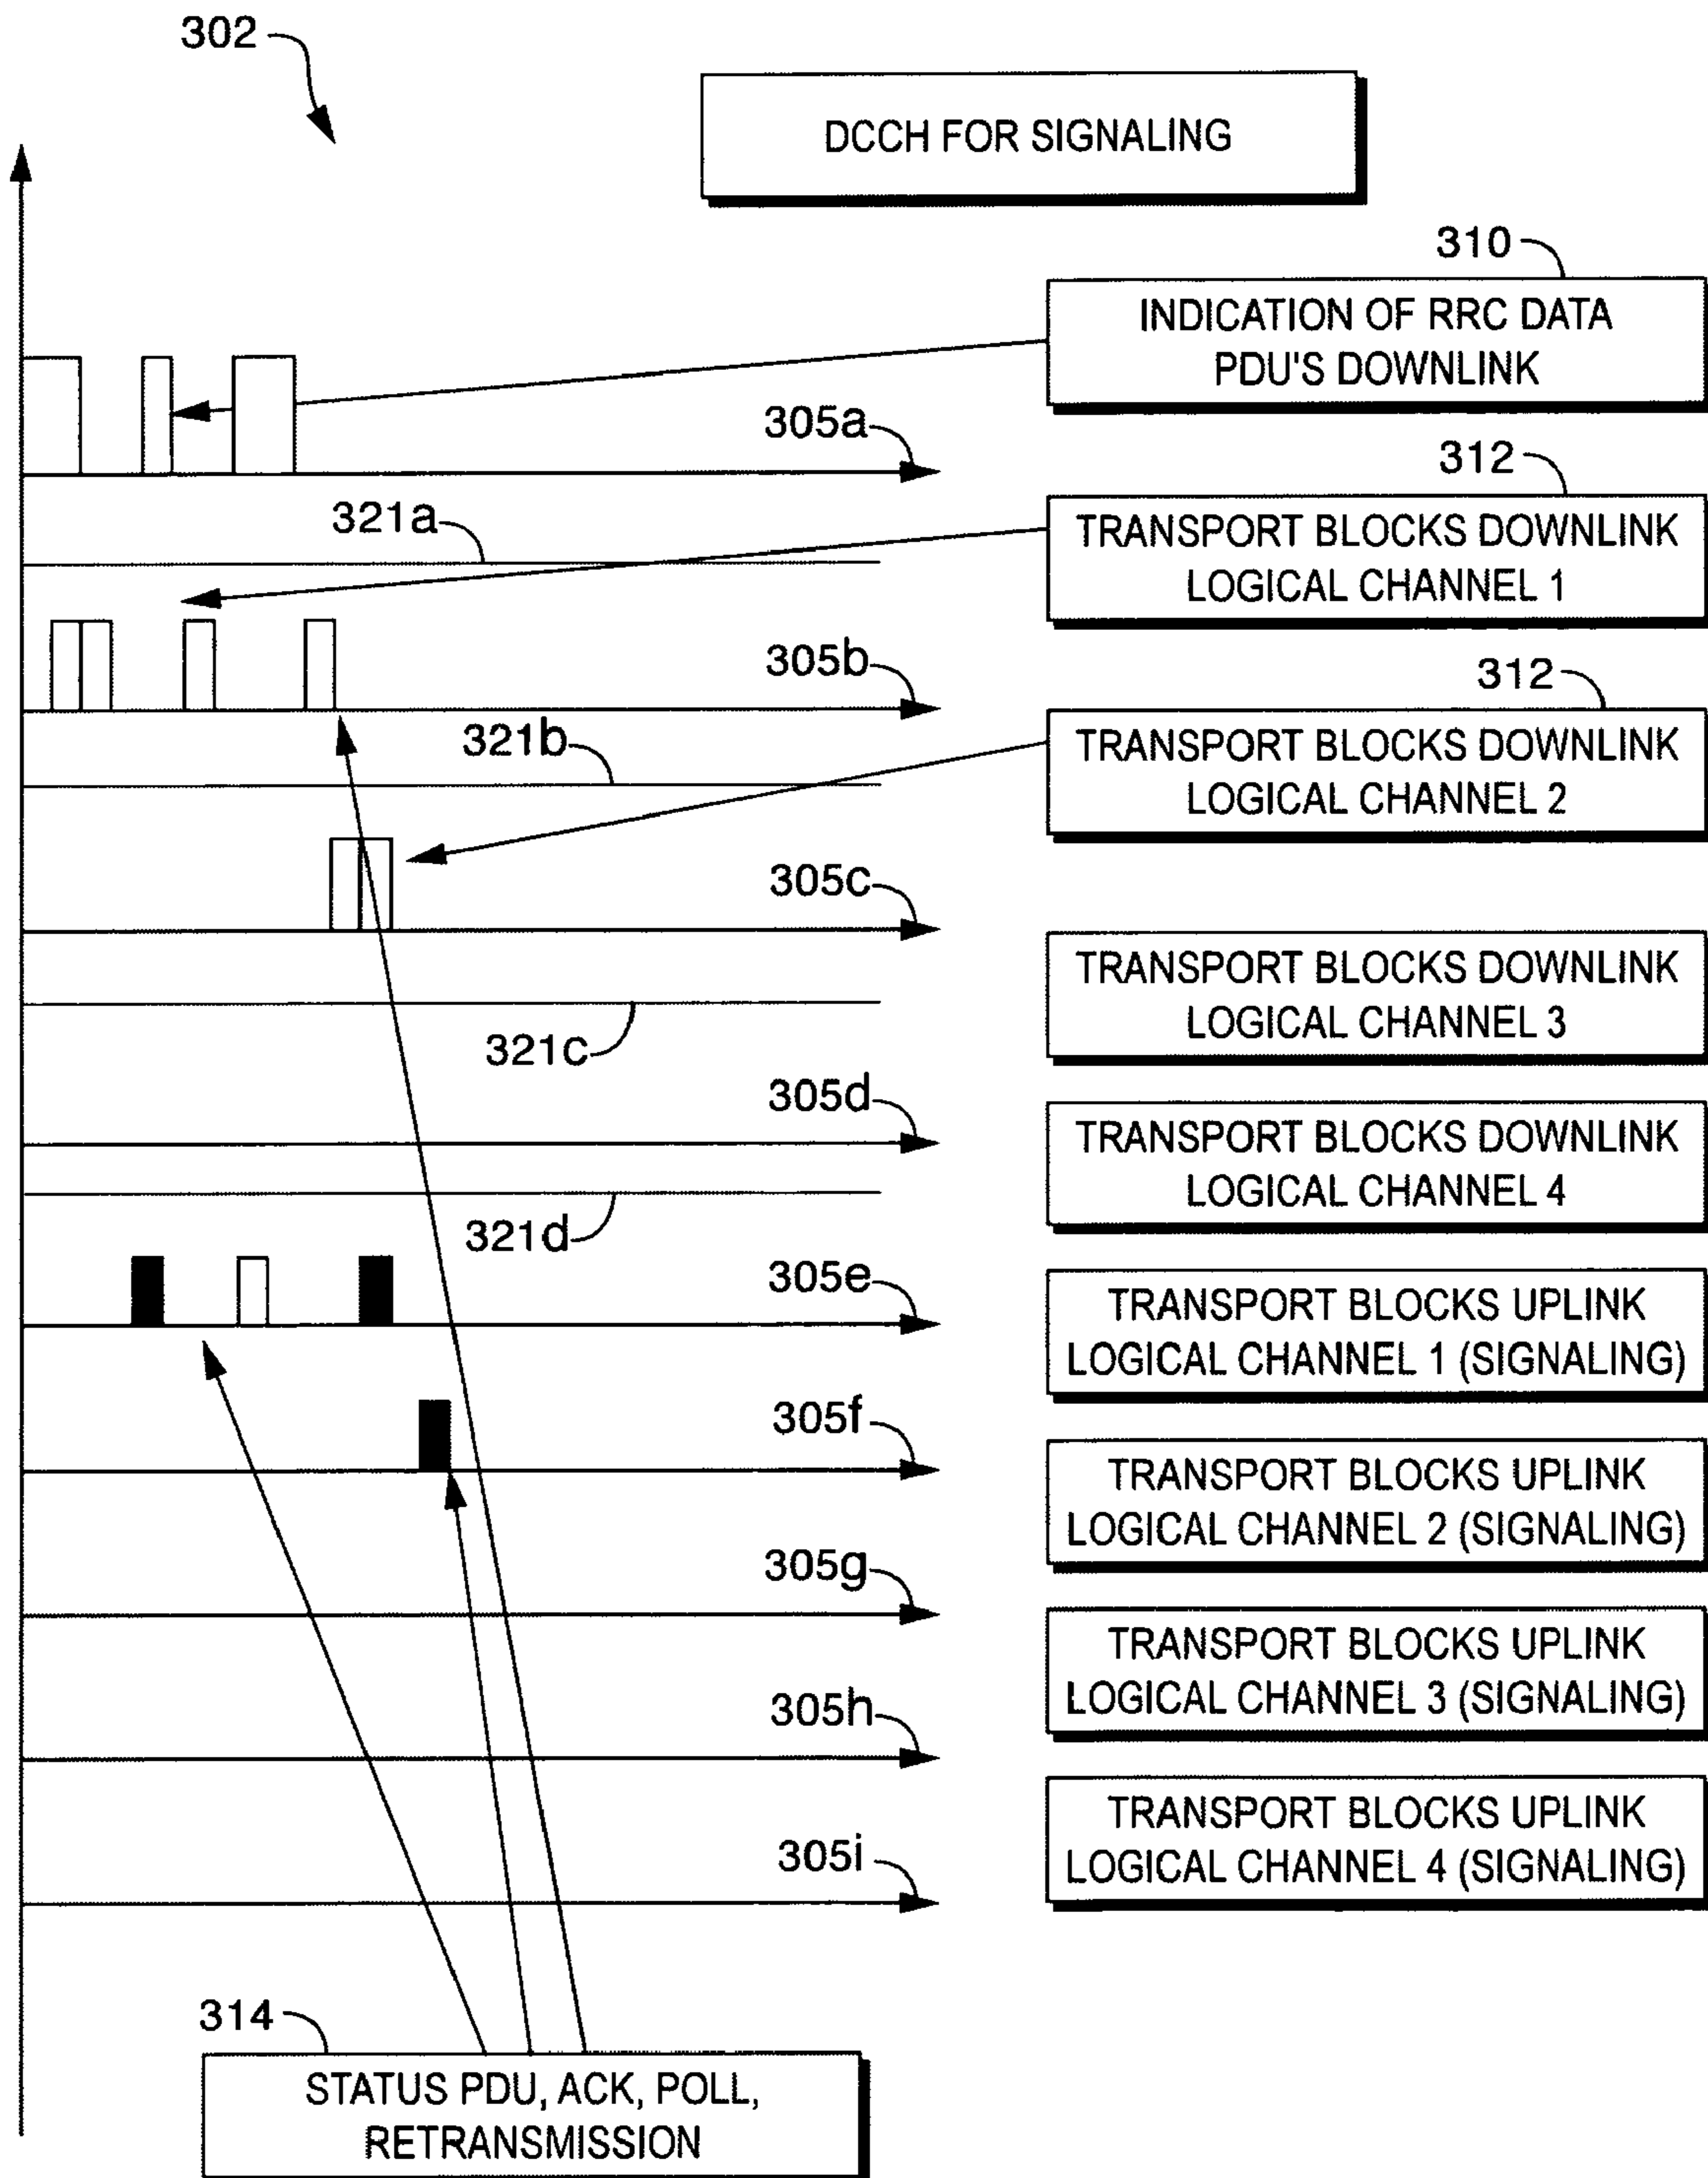 302
DCCH FOR SIGNALING
310
INDICATION OF RRC DATA
PDU'S DOWNLINK
305a
312
321a
TRANSPORT BLOCKS DOWNLINK
LOGICAL CHANNEL 1
305b
312
321b
TRANSPORT BLOCKS DOWNLINK
LOGICAL CHANNEL 2
305c
TRANSPORT BLOCKS DOWNLINK
LOGICAL CHANNEL 3
321c
305d
TRANSPORT BLOCKS DOWNLINK
LOGICAL CHANNEL 4
321d
305e
TRANSPORT BLOCKS UPLINK
LOGICAL CHANNEL 1 (SIGNALING)
305f
TRANSPORT BLOCKS UPLINK
LOGICAL CHANNEL 2 (SIGNALING)
305g
TRANSPORT BLOCKS UPLINK
LOGICAL CHANNEL 3 (SIGNALING)
305h
TRANSPORT BLOCKS UPLINK
LOGICAL CHANNEL 4 (SIGNALING)
305i
314
STATUS PDU, ACK, POLL,
RETRANSMISSION